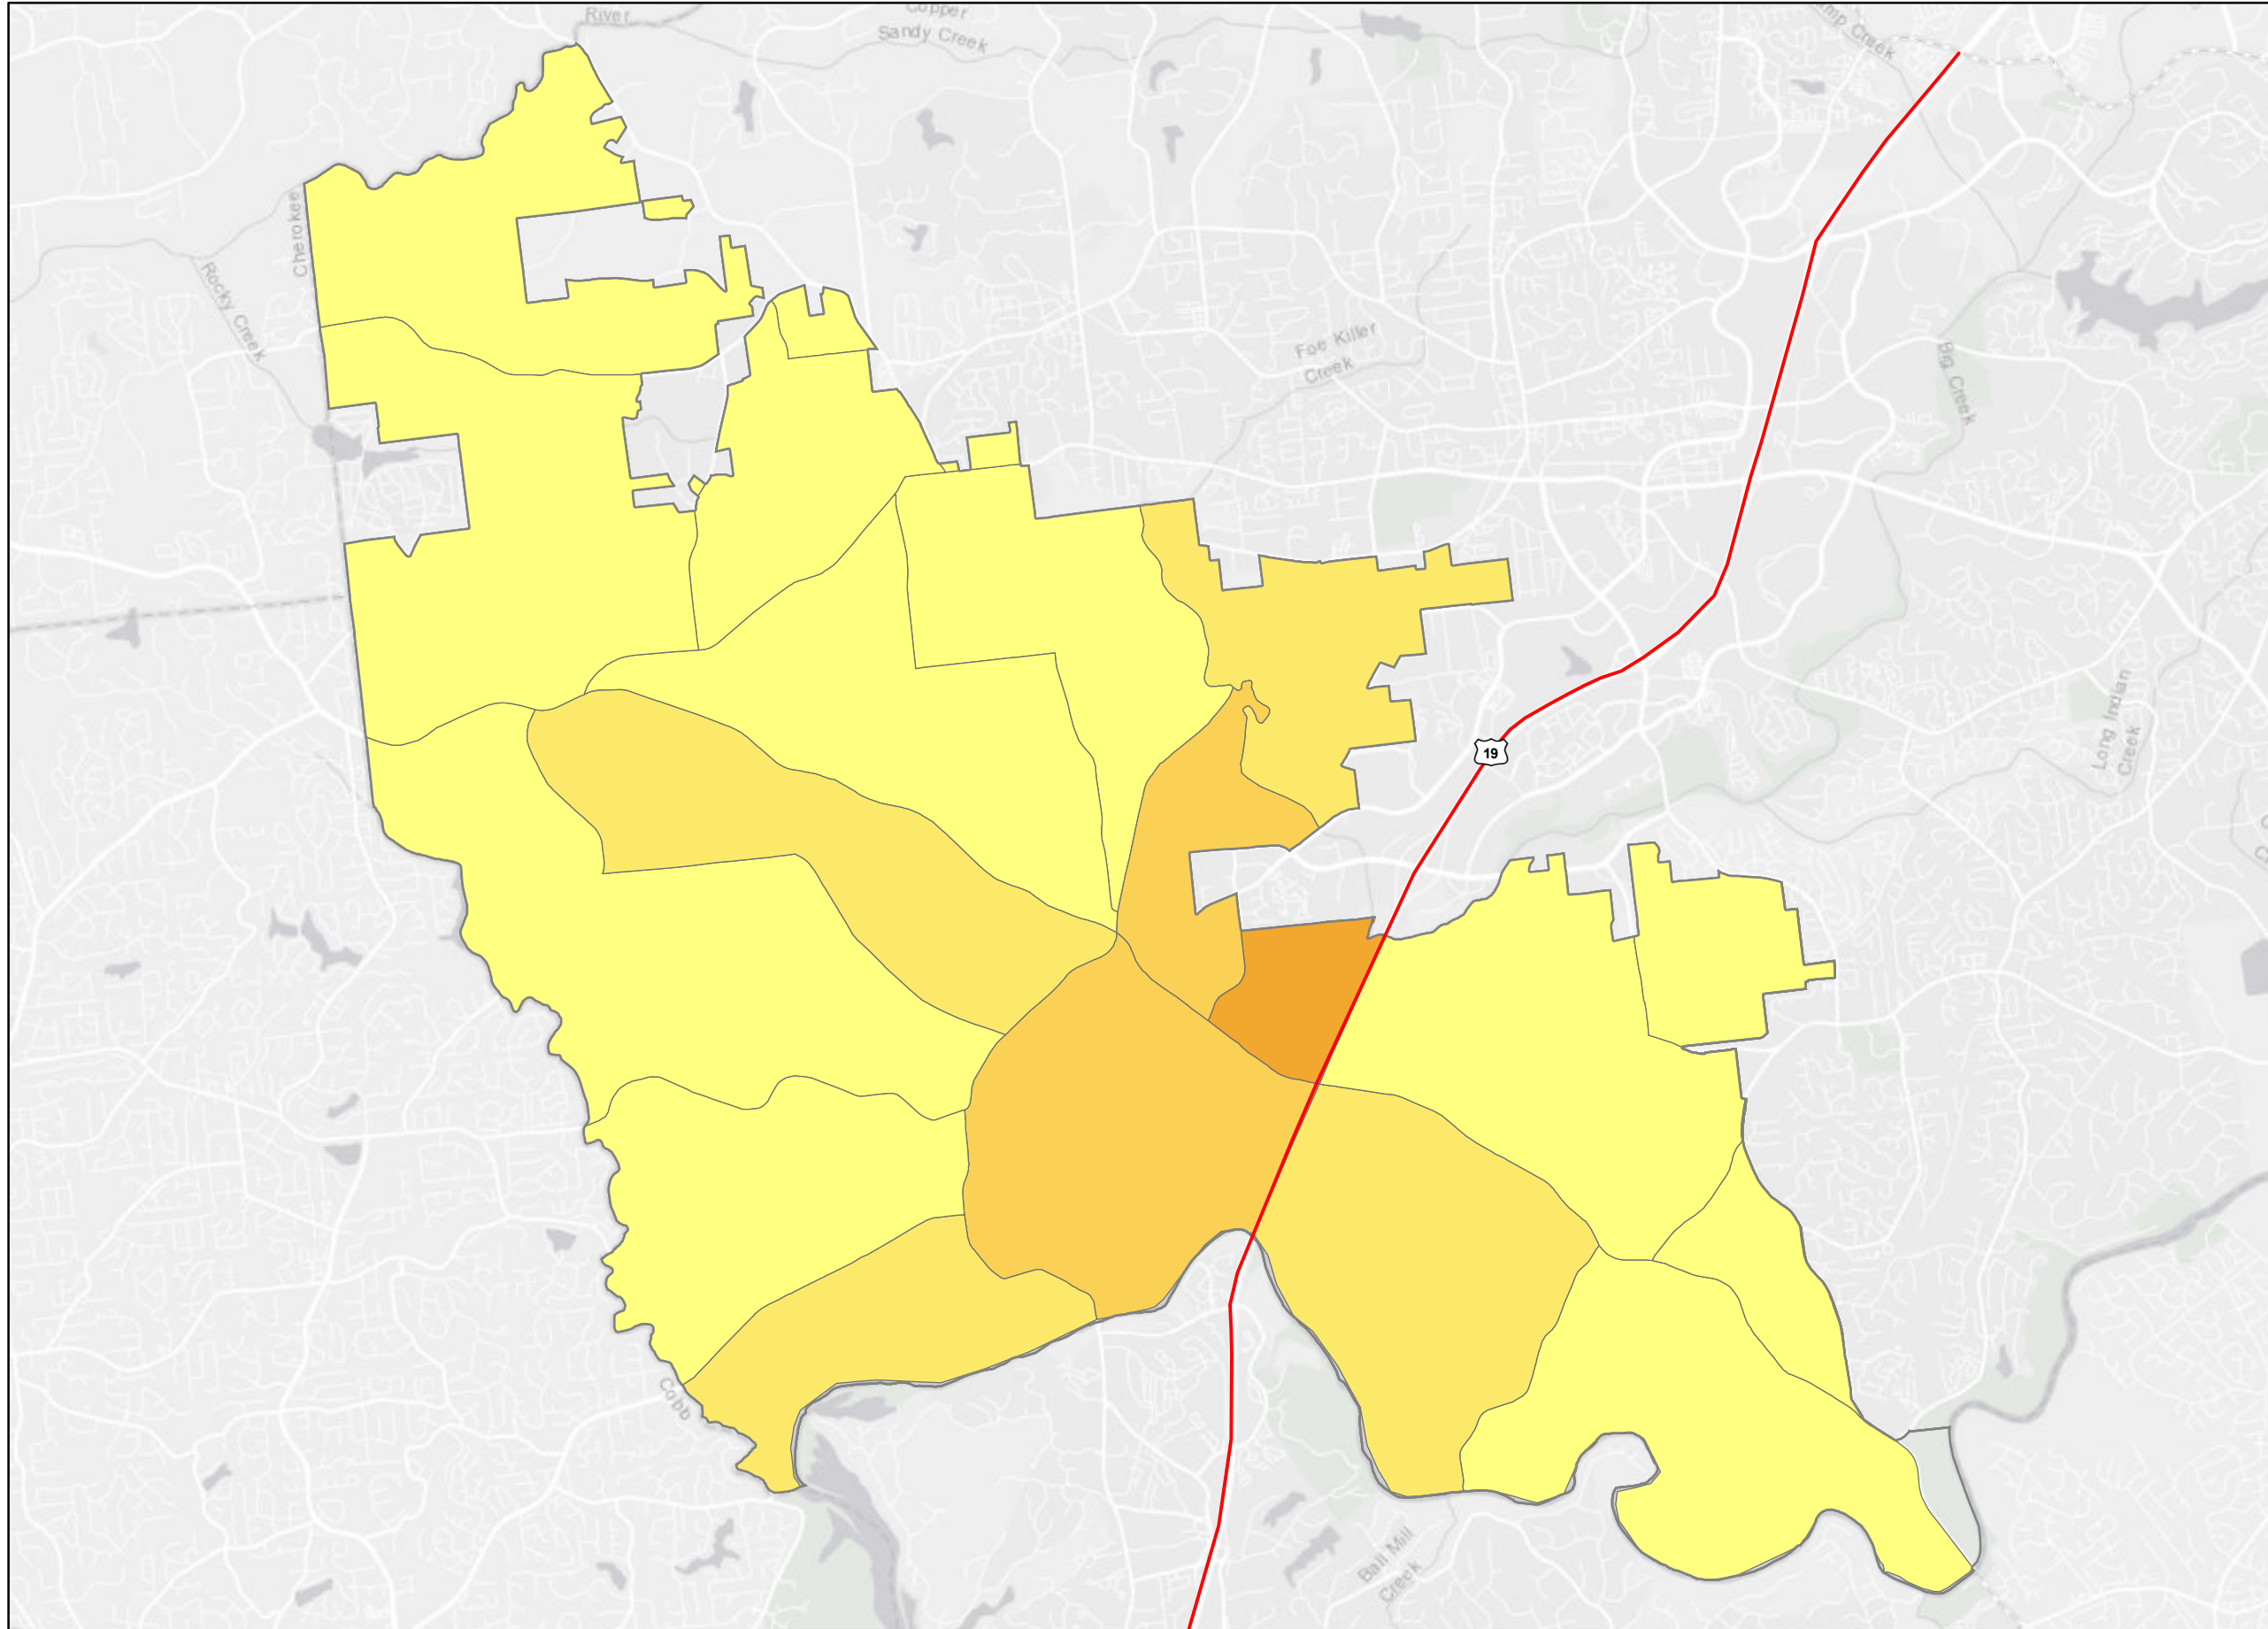 River
Copper
Sandy Creek
Creek
Cherokee
Rocky Creek
Foe Killer
Creek
Big Creek
Long Indian
Creek
19
Cobb
Ball Mill
Creek